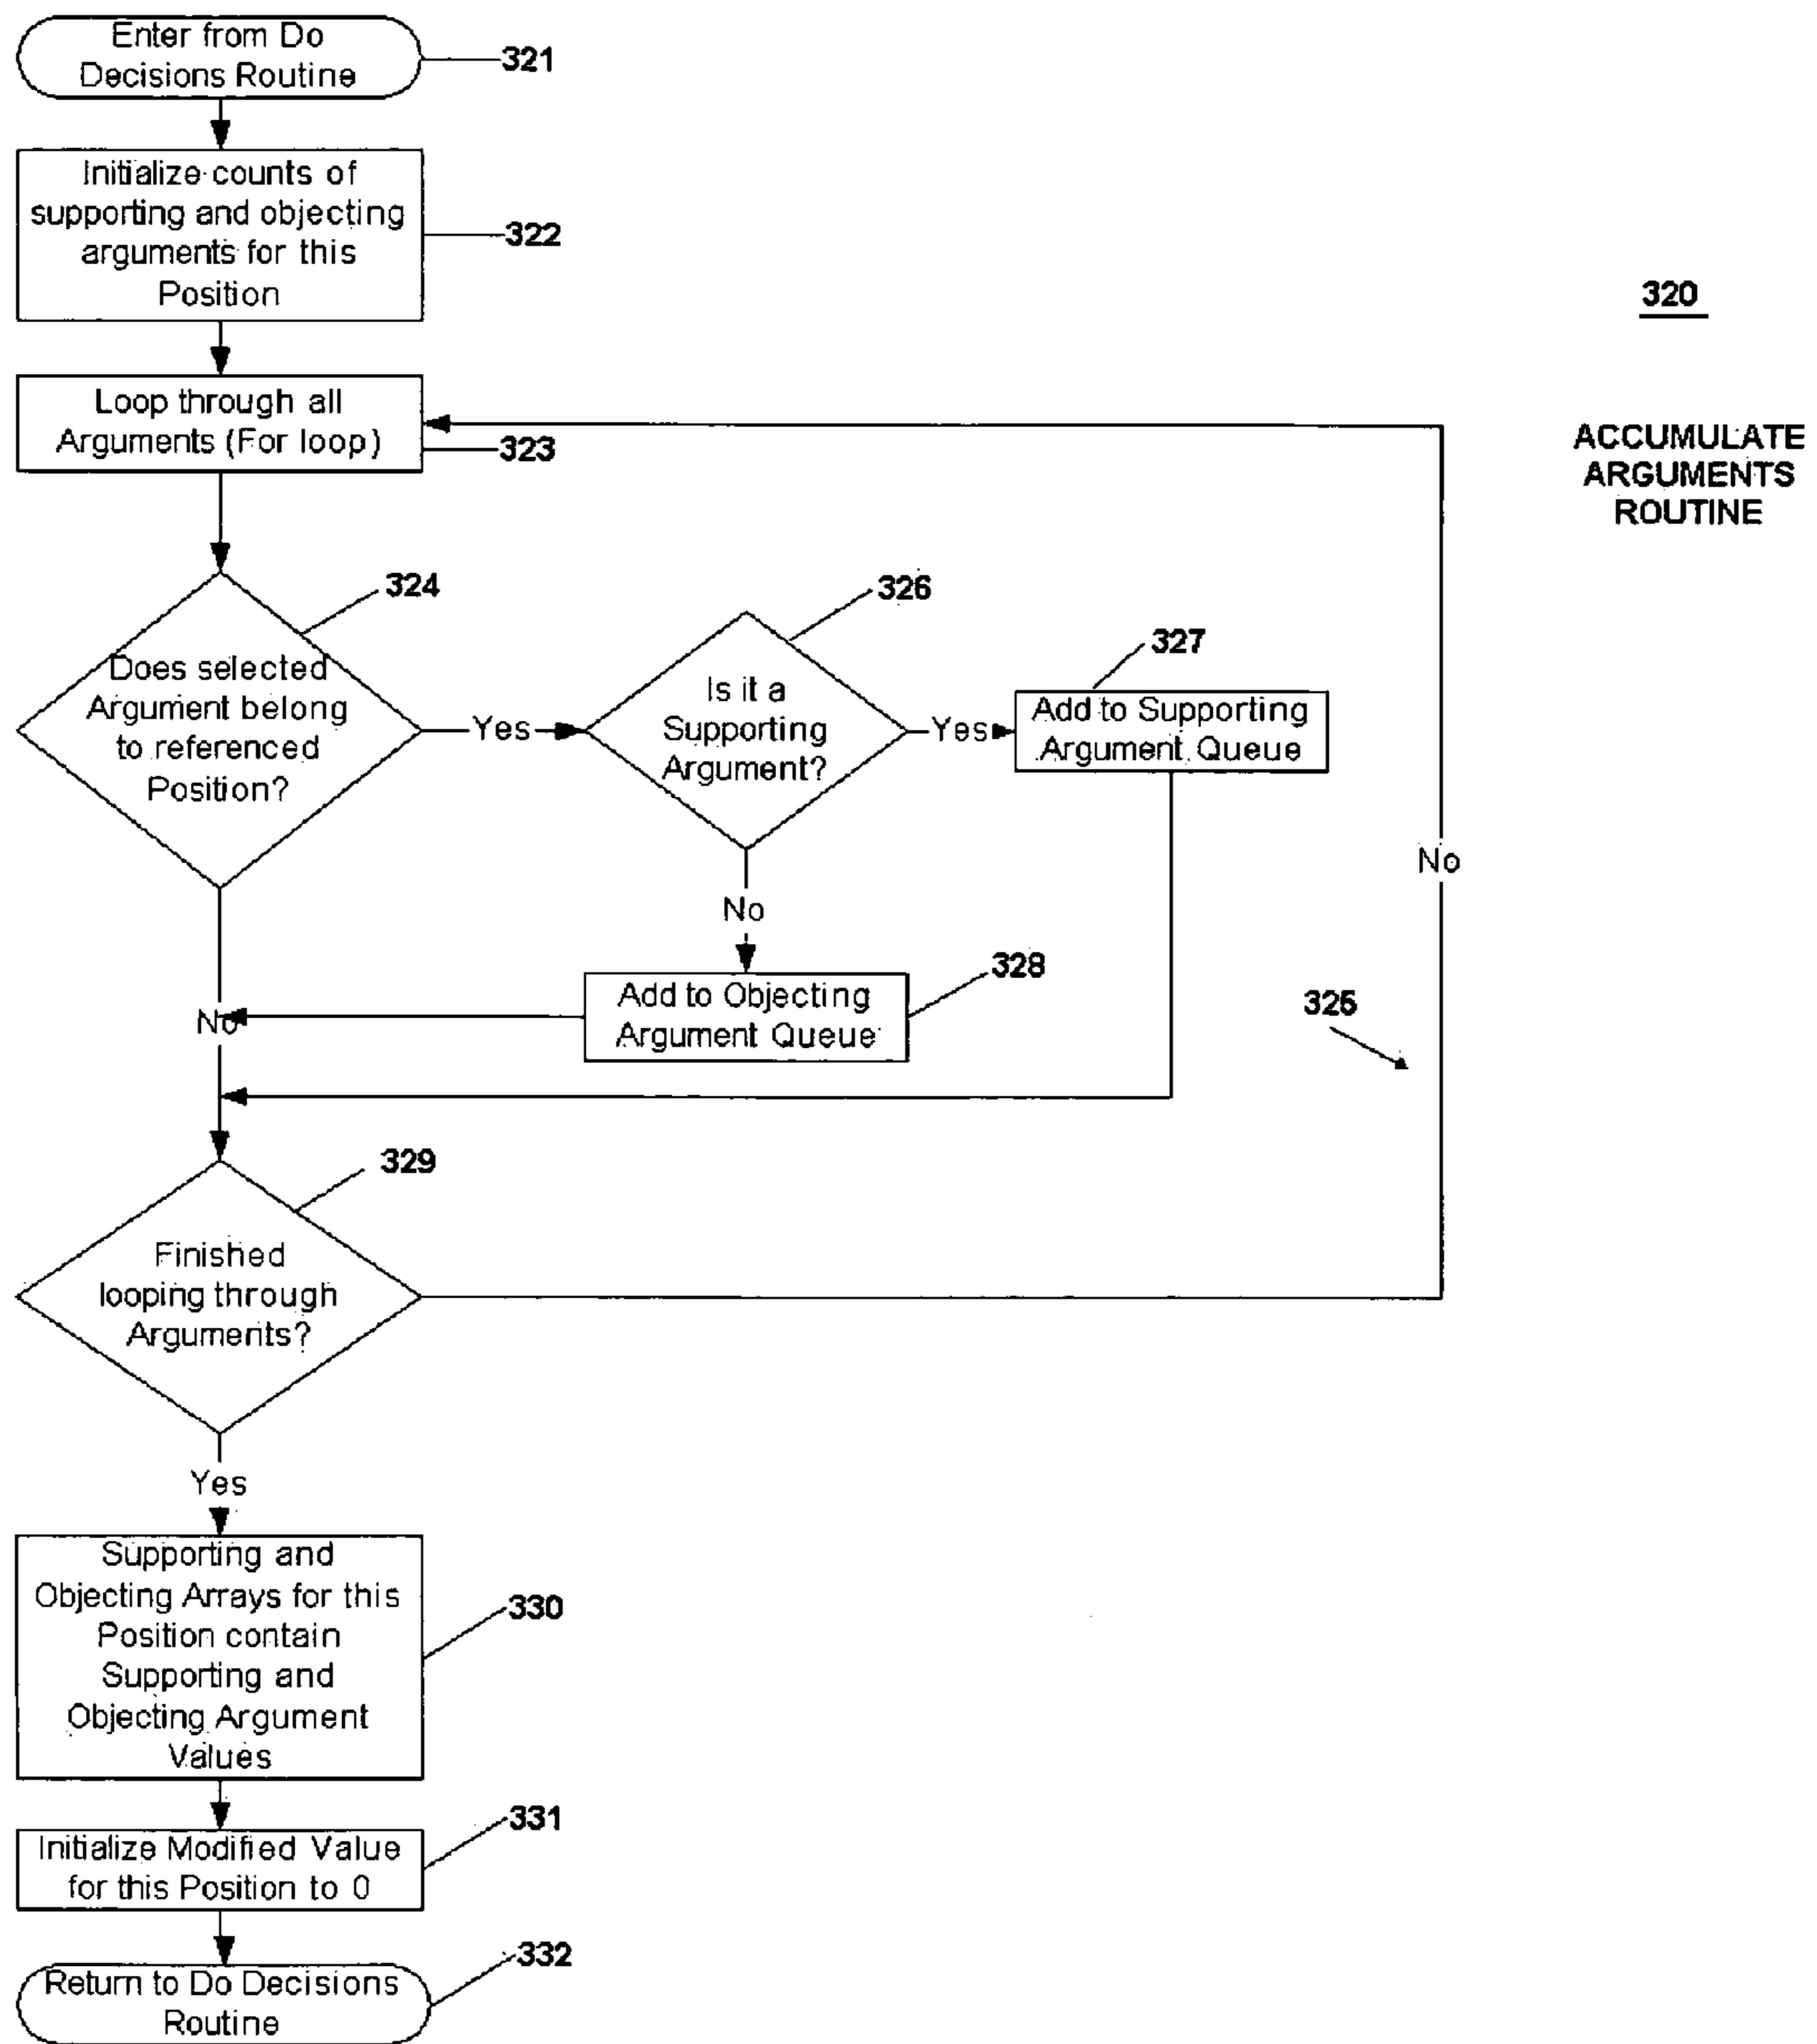 Enter from Do
Decisions Routine
321
Initialize counts of
supporting and objecting
arguments for this
Position
322
320
Loop through all
Arguments (For loop)
323
ACCUMULATE
ARGUMENTS
ROUTINE
324
Does selected
Argument belong
to referenced
Position?
Yes
326
Is it a
Supporting
Argument?
Yes
327
Add to Supporting
Argument Queue
No
No
328
Add to Objecting
Argument Queue
No
325
329
Finished
looping through
Arguments?
Yes
Supporting and
Objecting Arrays for this
Position contain
Supporting and
Objecting Argument
Values
330
331
Initialize Modified Value
for this Position to 0
332
Return to Do Decisions
Routine